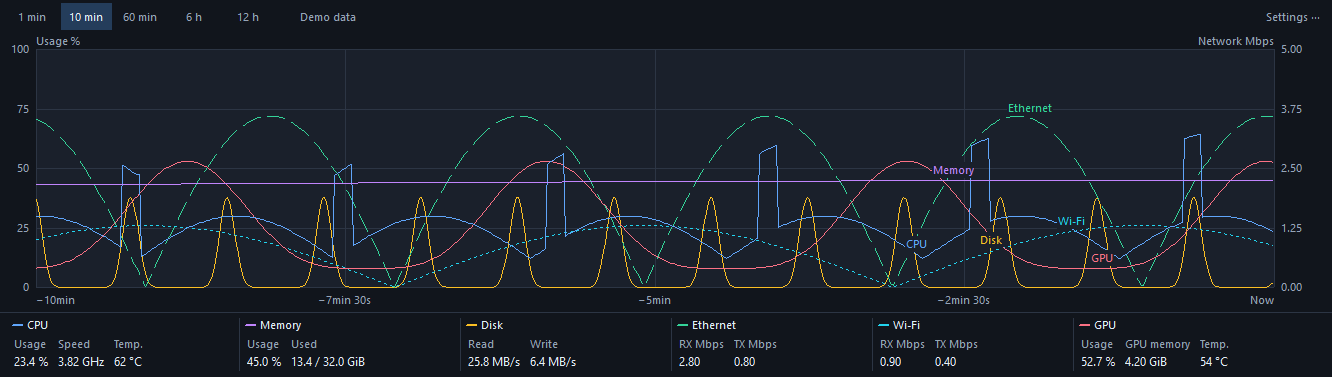 1 min 10 min 60 min 6 h 12 h Demo data Settings ···
Usage % Network Mbps
100 5.00
Ethernet
75 3.75
Memory
50 2.50
Wi-Fi
25 1.25
Disk
CPU
GPU
0 0.00
−10min −7min 30s −5min −2min 30s Now
CPU Memory Disk Ethernet Wi-Fi GPU
Usage Speed Temp. Usage Used Read Write RX Mbps TX Mbps RX Mbps TX Mbps Usage GPU memory Temp.
23.4 % 3.82 GHz 62 °C 45.0 % 13.4 / 32.0 GiB 25.8 MB/s 6.4 MB/s 2.80 0.80 0.90 0.40 52.7 % 4.20 GiB 54 °C